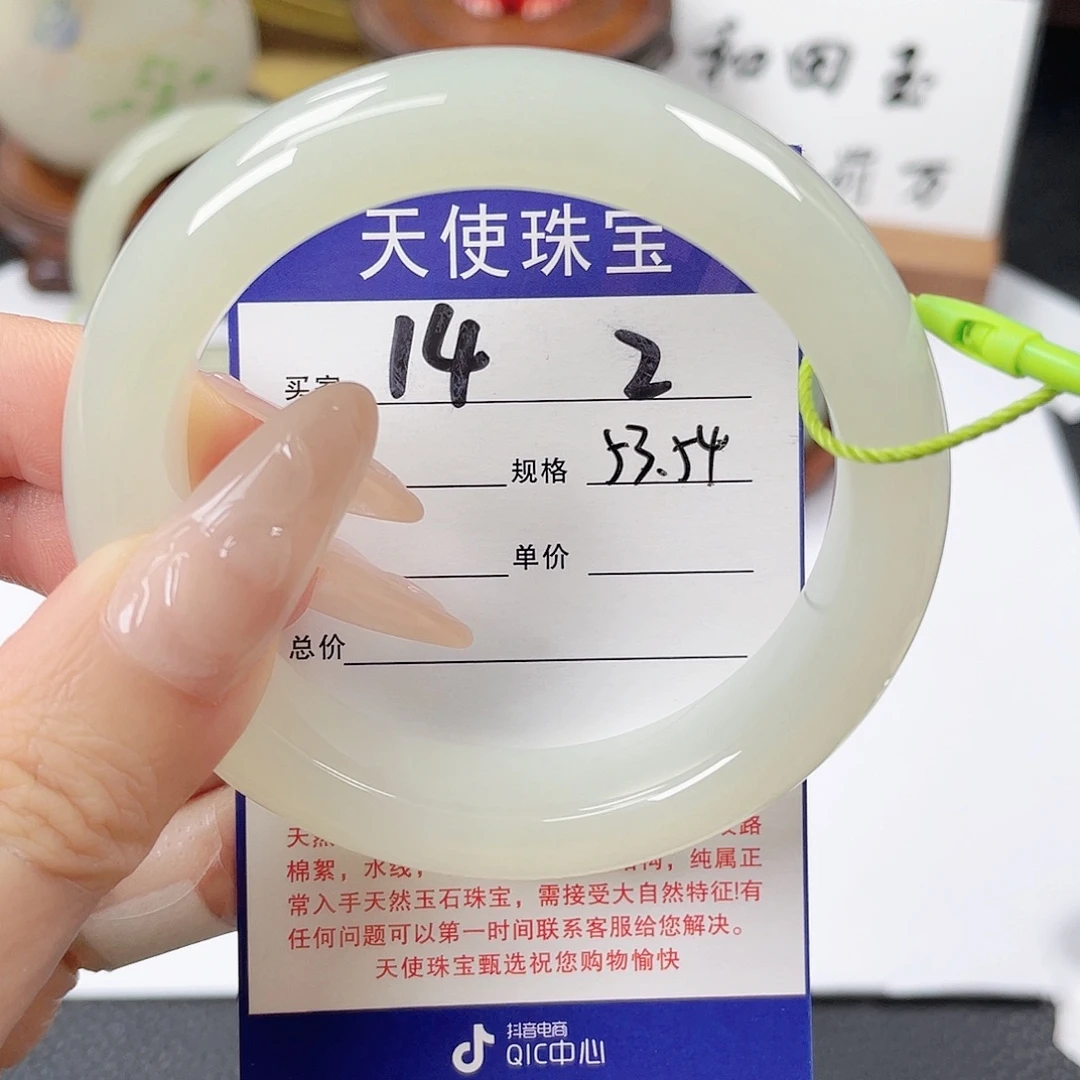 和田玉
万
天使珠宝
买家 14 2
规格 53.54
单价
总价
天然
棉絮，水线，
常入手天然玉石珠宝，需接受大自然特征!有
任何问题可以第一时间联系客服给您解决。
天使珠宝甄选祝您购物愉快
抖音电商
QIC中心